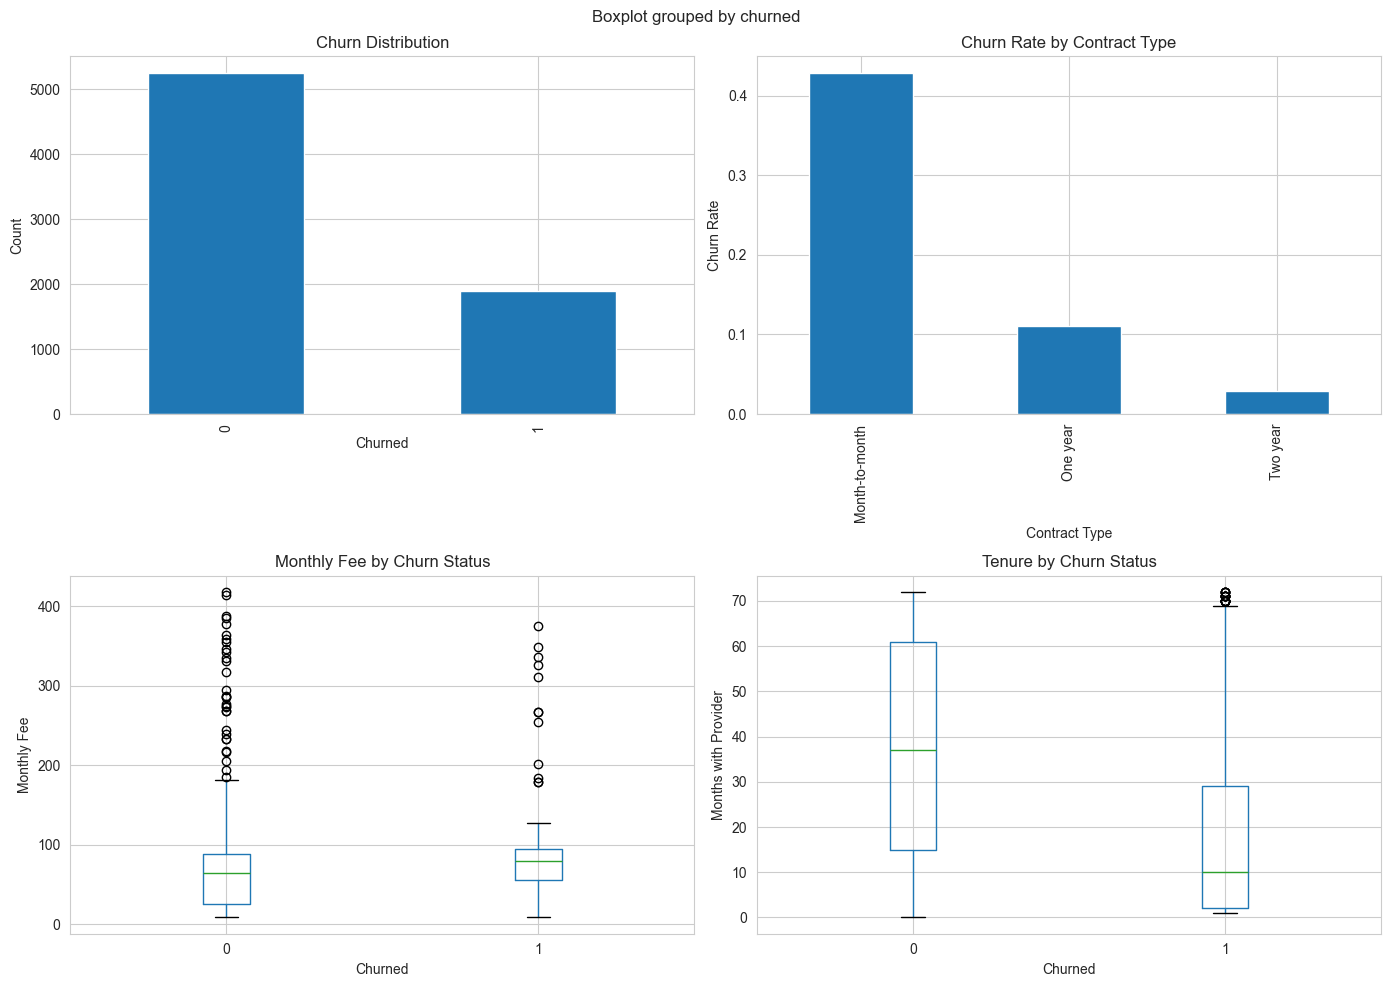 Boxplot grouped by churned
Churn Distribution
5000
4000
3000
2000
1000
0
Count
0
1
Churned
Churn Rate by Contract Type
0.4
0.3
0.2
0.1
0.0
Churn Rate
Month-to-month
One year
Two year
Contract Type
Monthly Fee by Churn Status
400
300
200
100
0
Monthly Fee
0
1
Churned
Tenure by Churn Status
70
60
50
40
30
20
10
0
Months with Provider
0
1
Churned